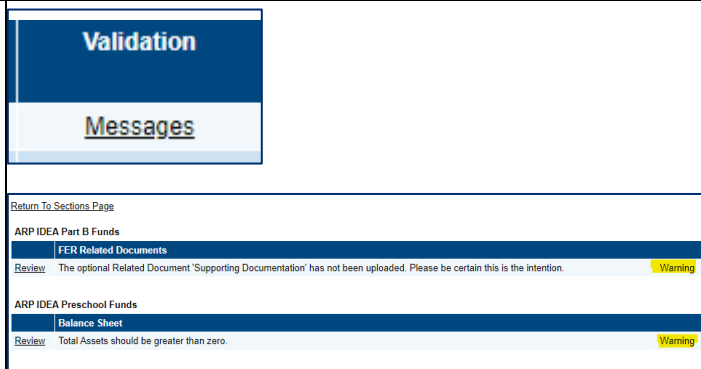 Validation
Messages
Return To Sections Page
ARP IDEA Part B Funds
FER Related Documents
Review The optional Related Document 'Supporting Documentation' has not been uploaded. Please be certain this is the intention. Warning
ARP IDEA Preschool Funds
Balance Sheet
Review Total Assets should be greater than zero. Warning